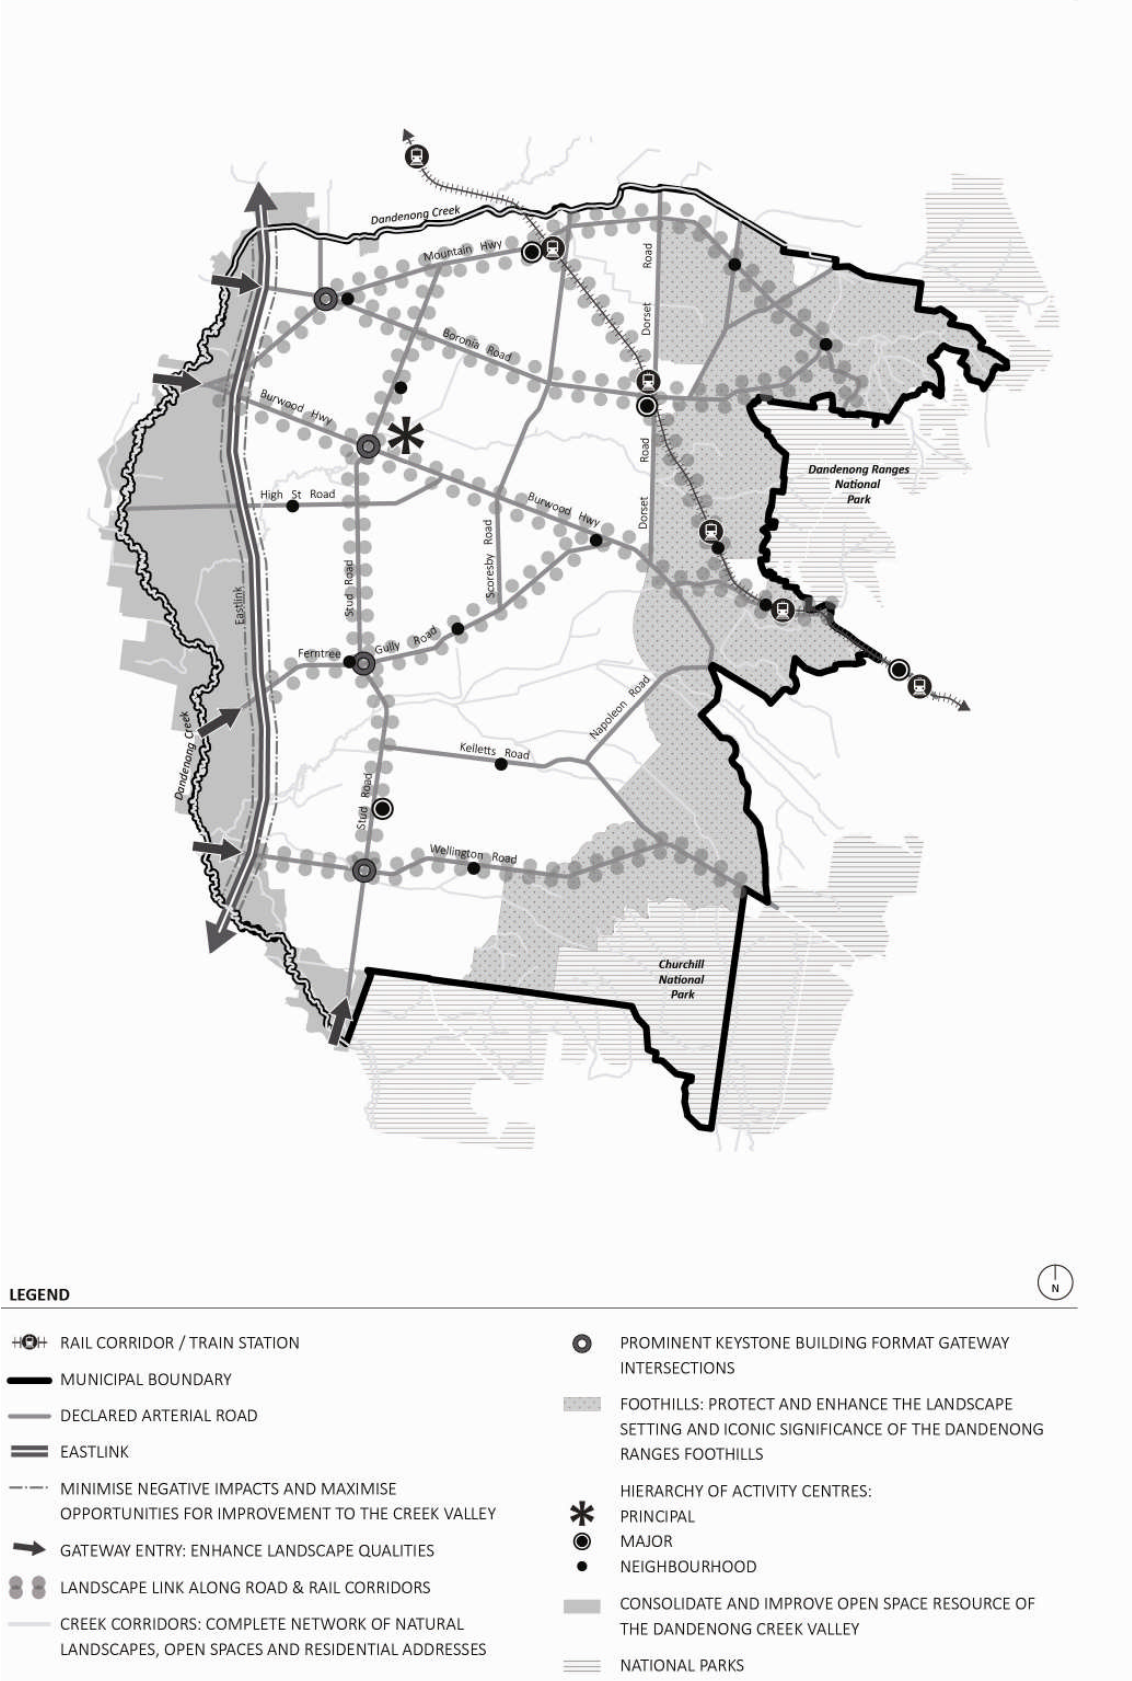 Dandenong Creek
Mountain Hwy
Road
Dorset
Boronia Road
Burwood Hwy
Road
Dorset
Dandenong Ranges
National
Park
High St Road
Burwood Hwy
Scoresby Road
Stud Road
Eastlink
Ferntree Gully Road
Napoleon Road
Dandenong Creek
Kelletts Road
Stud Road
Wellington Road
Churchill
National
Park
N
LEGEND
RAIL CORRIDOR / TRAIN STATION
MUNICIPAL BOUNDARY
DECLARED ARTERIAL ROAD
EASTLINK
MINIMISE NEGATIVE IMPACTS AND MAXIMISE
OPPORTUNITIES FOR IMPROVEMENT TO THE CREEK VALLEY
GATEWAY ENTRY: ENHANCE LANDSCAPE QUALITIES
LANDSCAPE LINK ALONG ROAD & RAIL CORRIDORS
CREEK CORRIDORS: COMPLETE NETWORK OF NATURAL
LANDSCAPES, OPEN SPACES AND RESIDENTIAL ADDRESSES
PROMINENT KEYSTONE BUILDING FORMAT GATEWAY
INTERSECTIONS
FOOTHILLS: PROTECT AND ENHANCE THE LANDSCAPE
SETTING AND ICONIC SIGNIFICANCE OF THE DANDENONG
RANGES FOOTHILLS
HIERARCHY OF ACTIVITY CENTRES:
PRINCIPAL
MAJOR
NEIGHBOURHOOD
CONSOLIDATE AND IMPROVE OPEN SPACE RESOURCE OF
THE DANDENONG CREEK VALLEY
NATIONAL PARKS